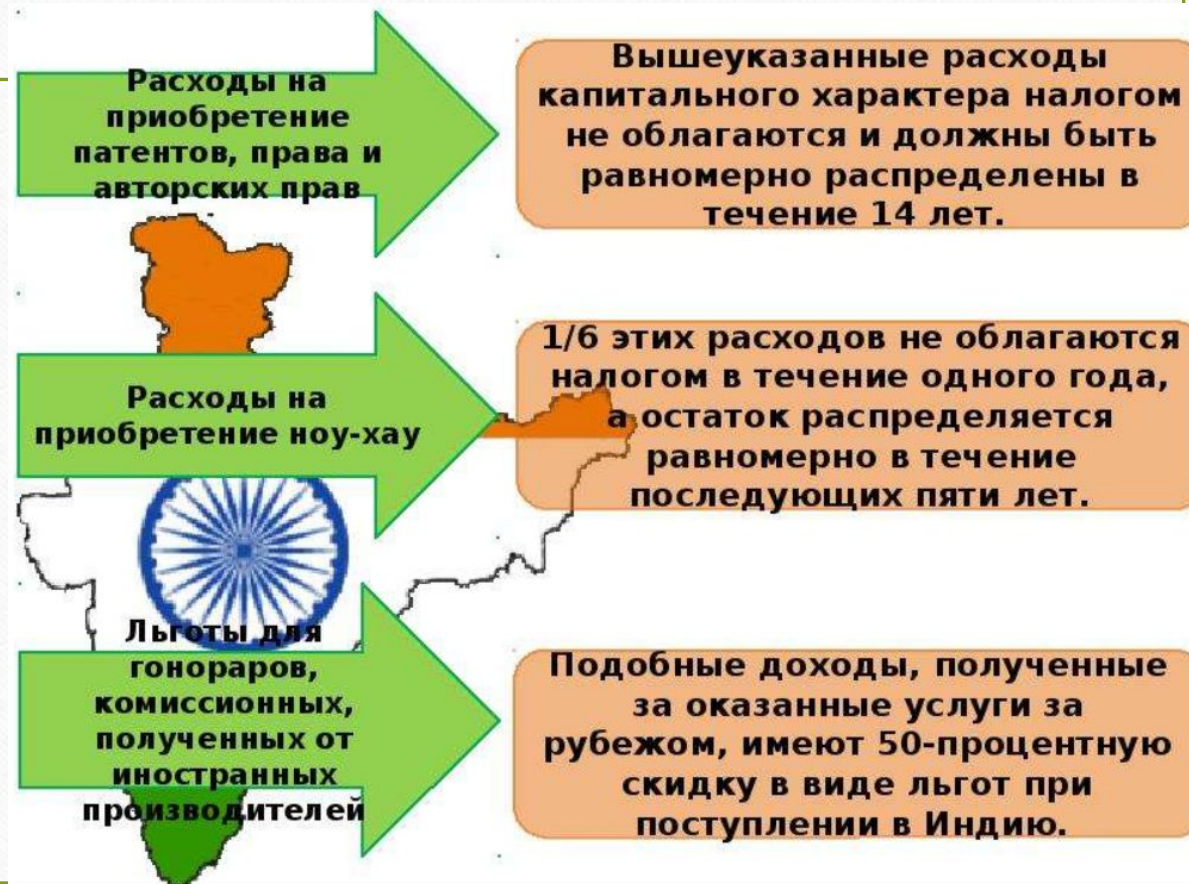 Расходы на
приобретение
патентов, права и
авторских прав
Вышеуказанные расходы
капитального характера налогом
не облагаются и должны быть
равномерно распределены в
течение 14 лет.
Расходы на
приобретение ноу-хау
1/6 этих расходов не облагаются
налогом в течение одного года,
а остаток распределяется
равномерно в течение
последующих пяти лет.
Льготы для
гонораров,
комиссионных,
полученных от
иностранных
производителей
Подобные доходы, полученные
за оказанные услуги за
рубежом, имеют 50-процентную
скидку в виде льгот при
поступлении в Индию.